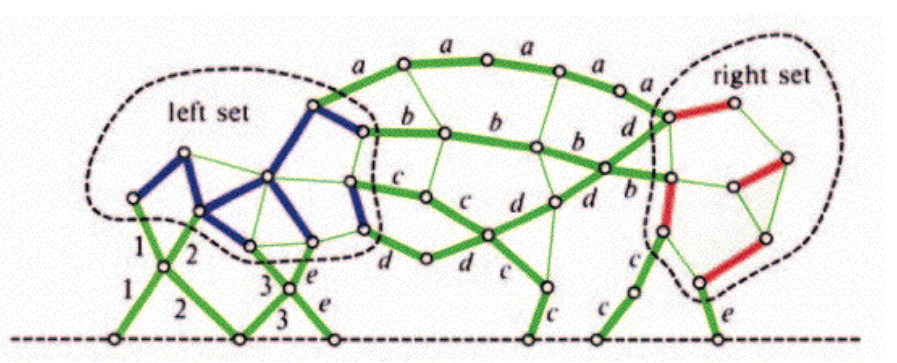 a a a a a
right set
left set
b b b d b
c c d d
d d c
1 2 3 e c
1 2 3 e c c e